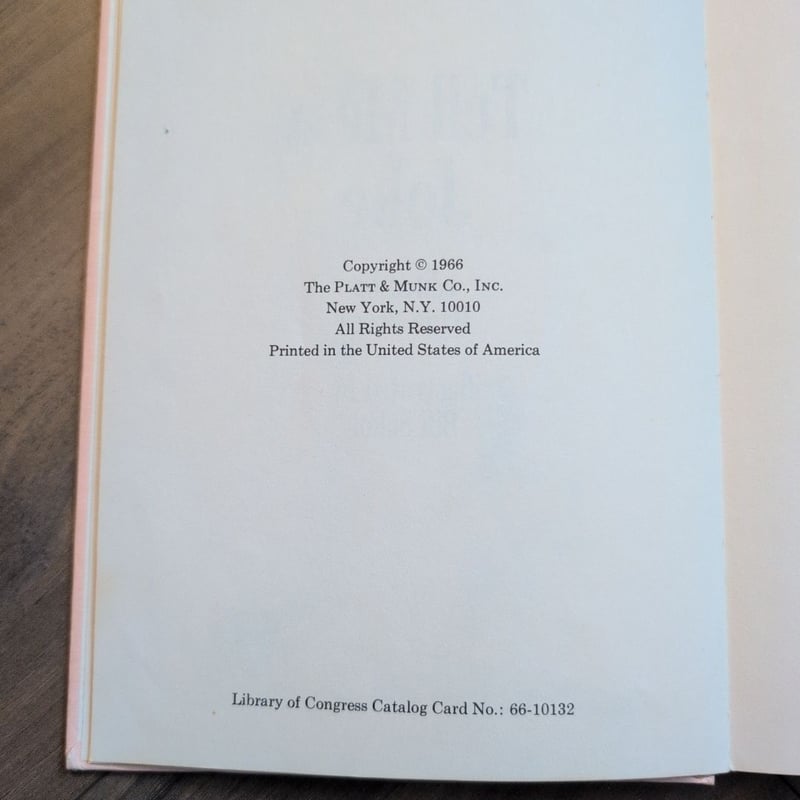 Copyright © 1966
The PLATT & MUNK CO., INC.
New York, N.Y. 10010
All Rights Reserved
Printed in the United States of America
Library of Congress Catalog Card No.: 66-10132